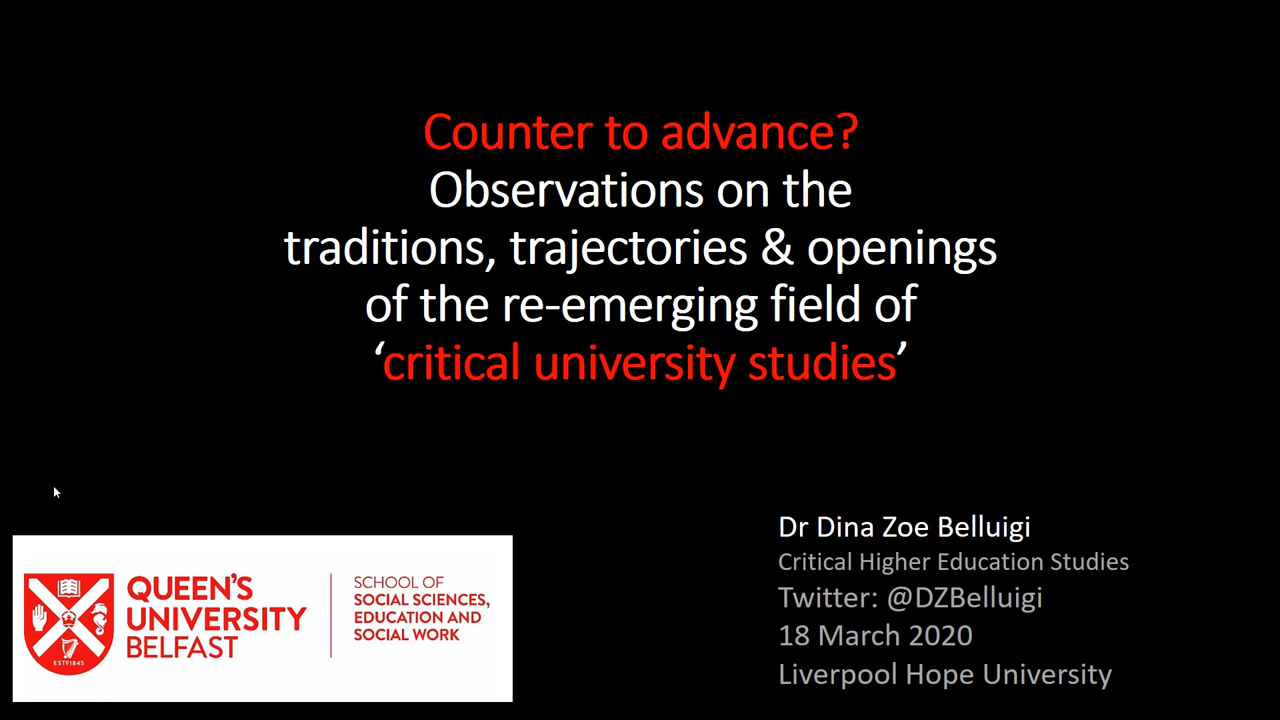 Counter to advance?
Observations on the
traditions, trajectories & openings
of the re-emerging field of
‘critical university studies’
Dr Dina Zoe Belluigi
Critical Higher Education Studies
Twitter: @DZBelluigi
18 March 2020
Liverpool Hope University
QUEEN'S
UNIVERSITY
BELFAST
SCHOOL OF
SOCIAL SCIENCES,
EDUCATION AND
SOCIAL WORK
ESTD1845